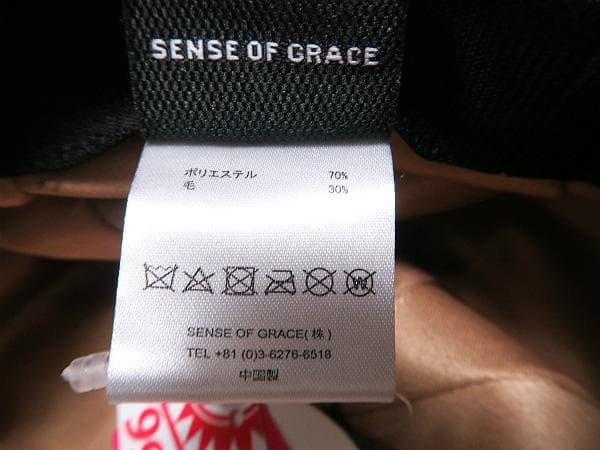 SENSE OF GRACE
ポリエステル 70%
毛 30%
W
SENSE OF GRACE(株)
TEL +81 (0)3-6276-6518
中国製